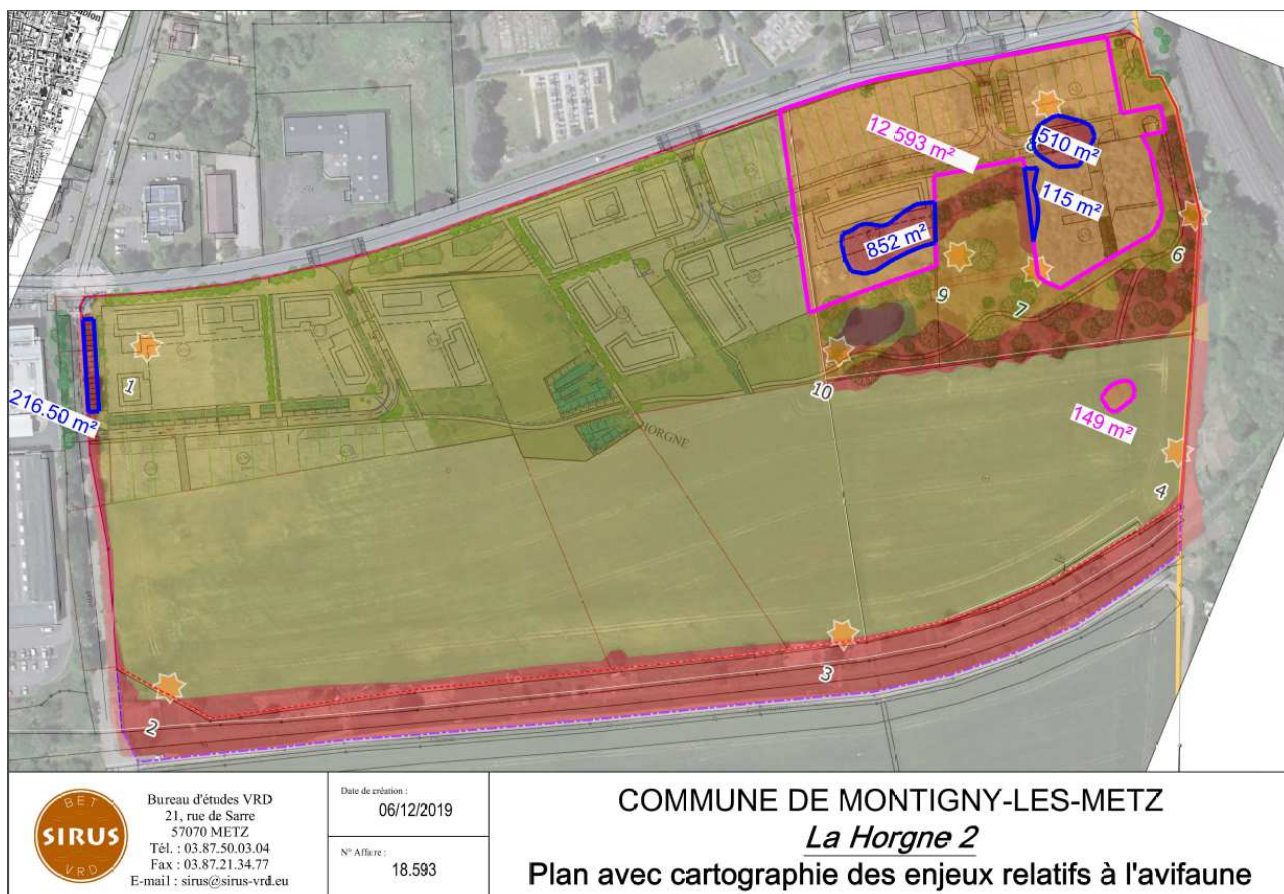 12 593 m²
510 m²
8
115 m²
852 m²
6
9
7
1
216.50 m²
10
HORGNE
149 m²
4
3
2
BET
SIRUS
VRD
Bureau d'études VRD
21, rue de Sarre
57070 METZ
Tél. : 03.87.50.03.04
Fax : 03.87.21.34.77
E-mail : sirus@sirus-vrd.eu
Date de création :
06/12/2019
N° Affaire :
18.593
COMMUNE DE MONTIGNY-LES-METZ
La Horgne 2
Plan avec cartographie des enjeux relatifs à l'avifaune